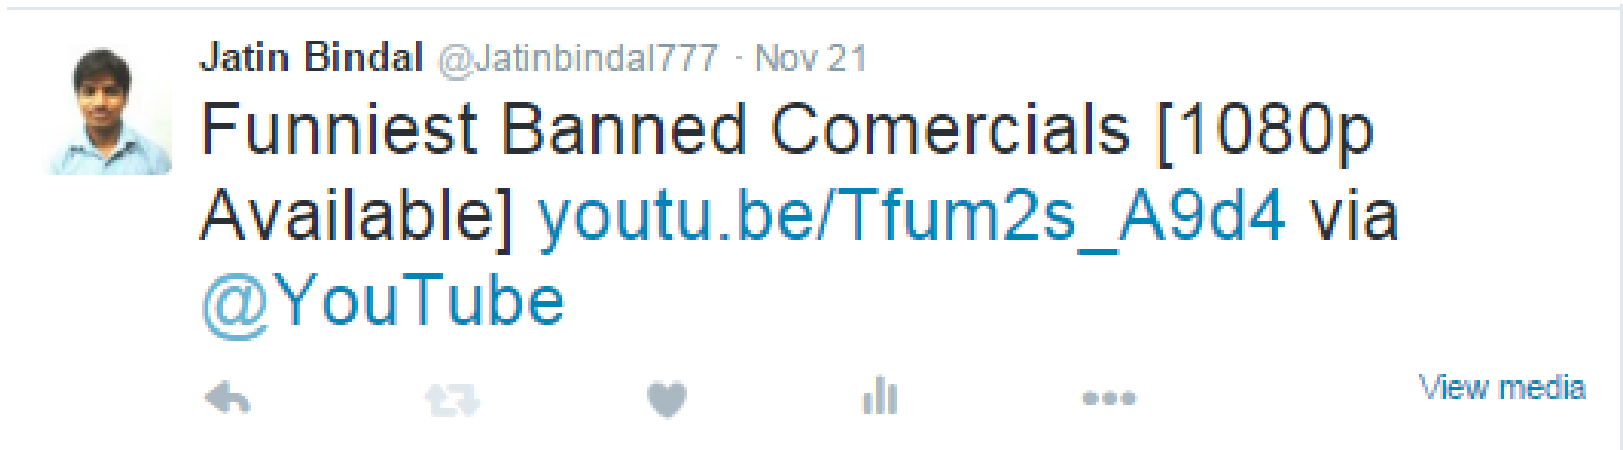 Jatin Bindal @Jatinbindal777 · Nov 21
Funniest Banned Comercials [1080p
Available] youtu.be/Tfum2s_A9d4 via
@YouTube
View media